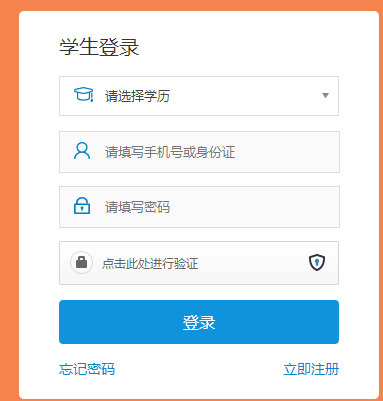 学生登录
请选择学历
请填写手机号或身份证
请填写密码
点击此处进行验证
登录
忘记密码 立即注册